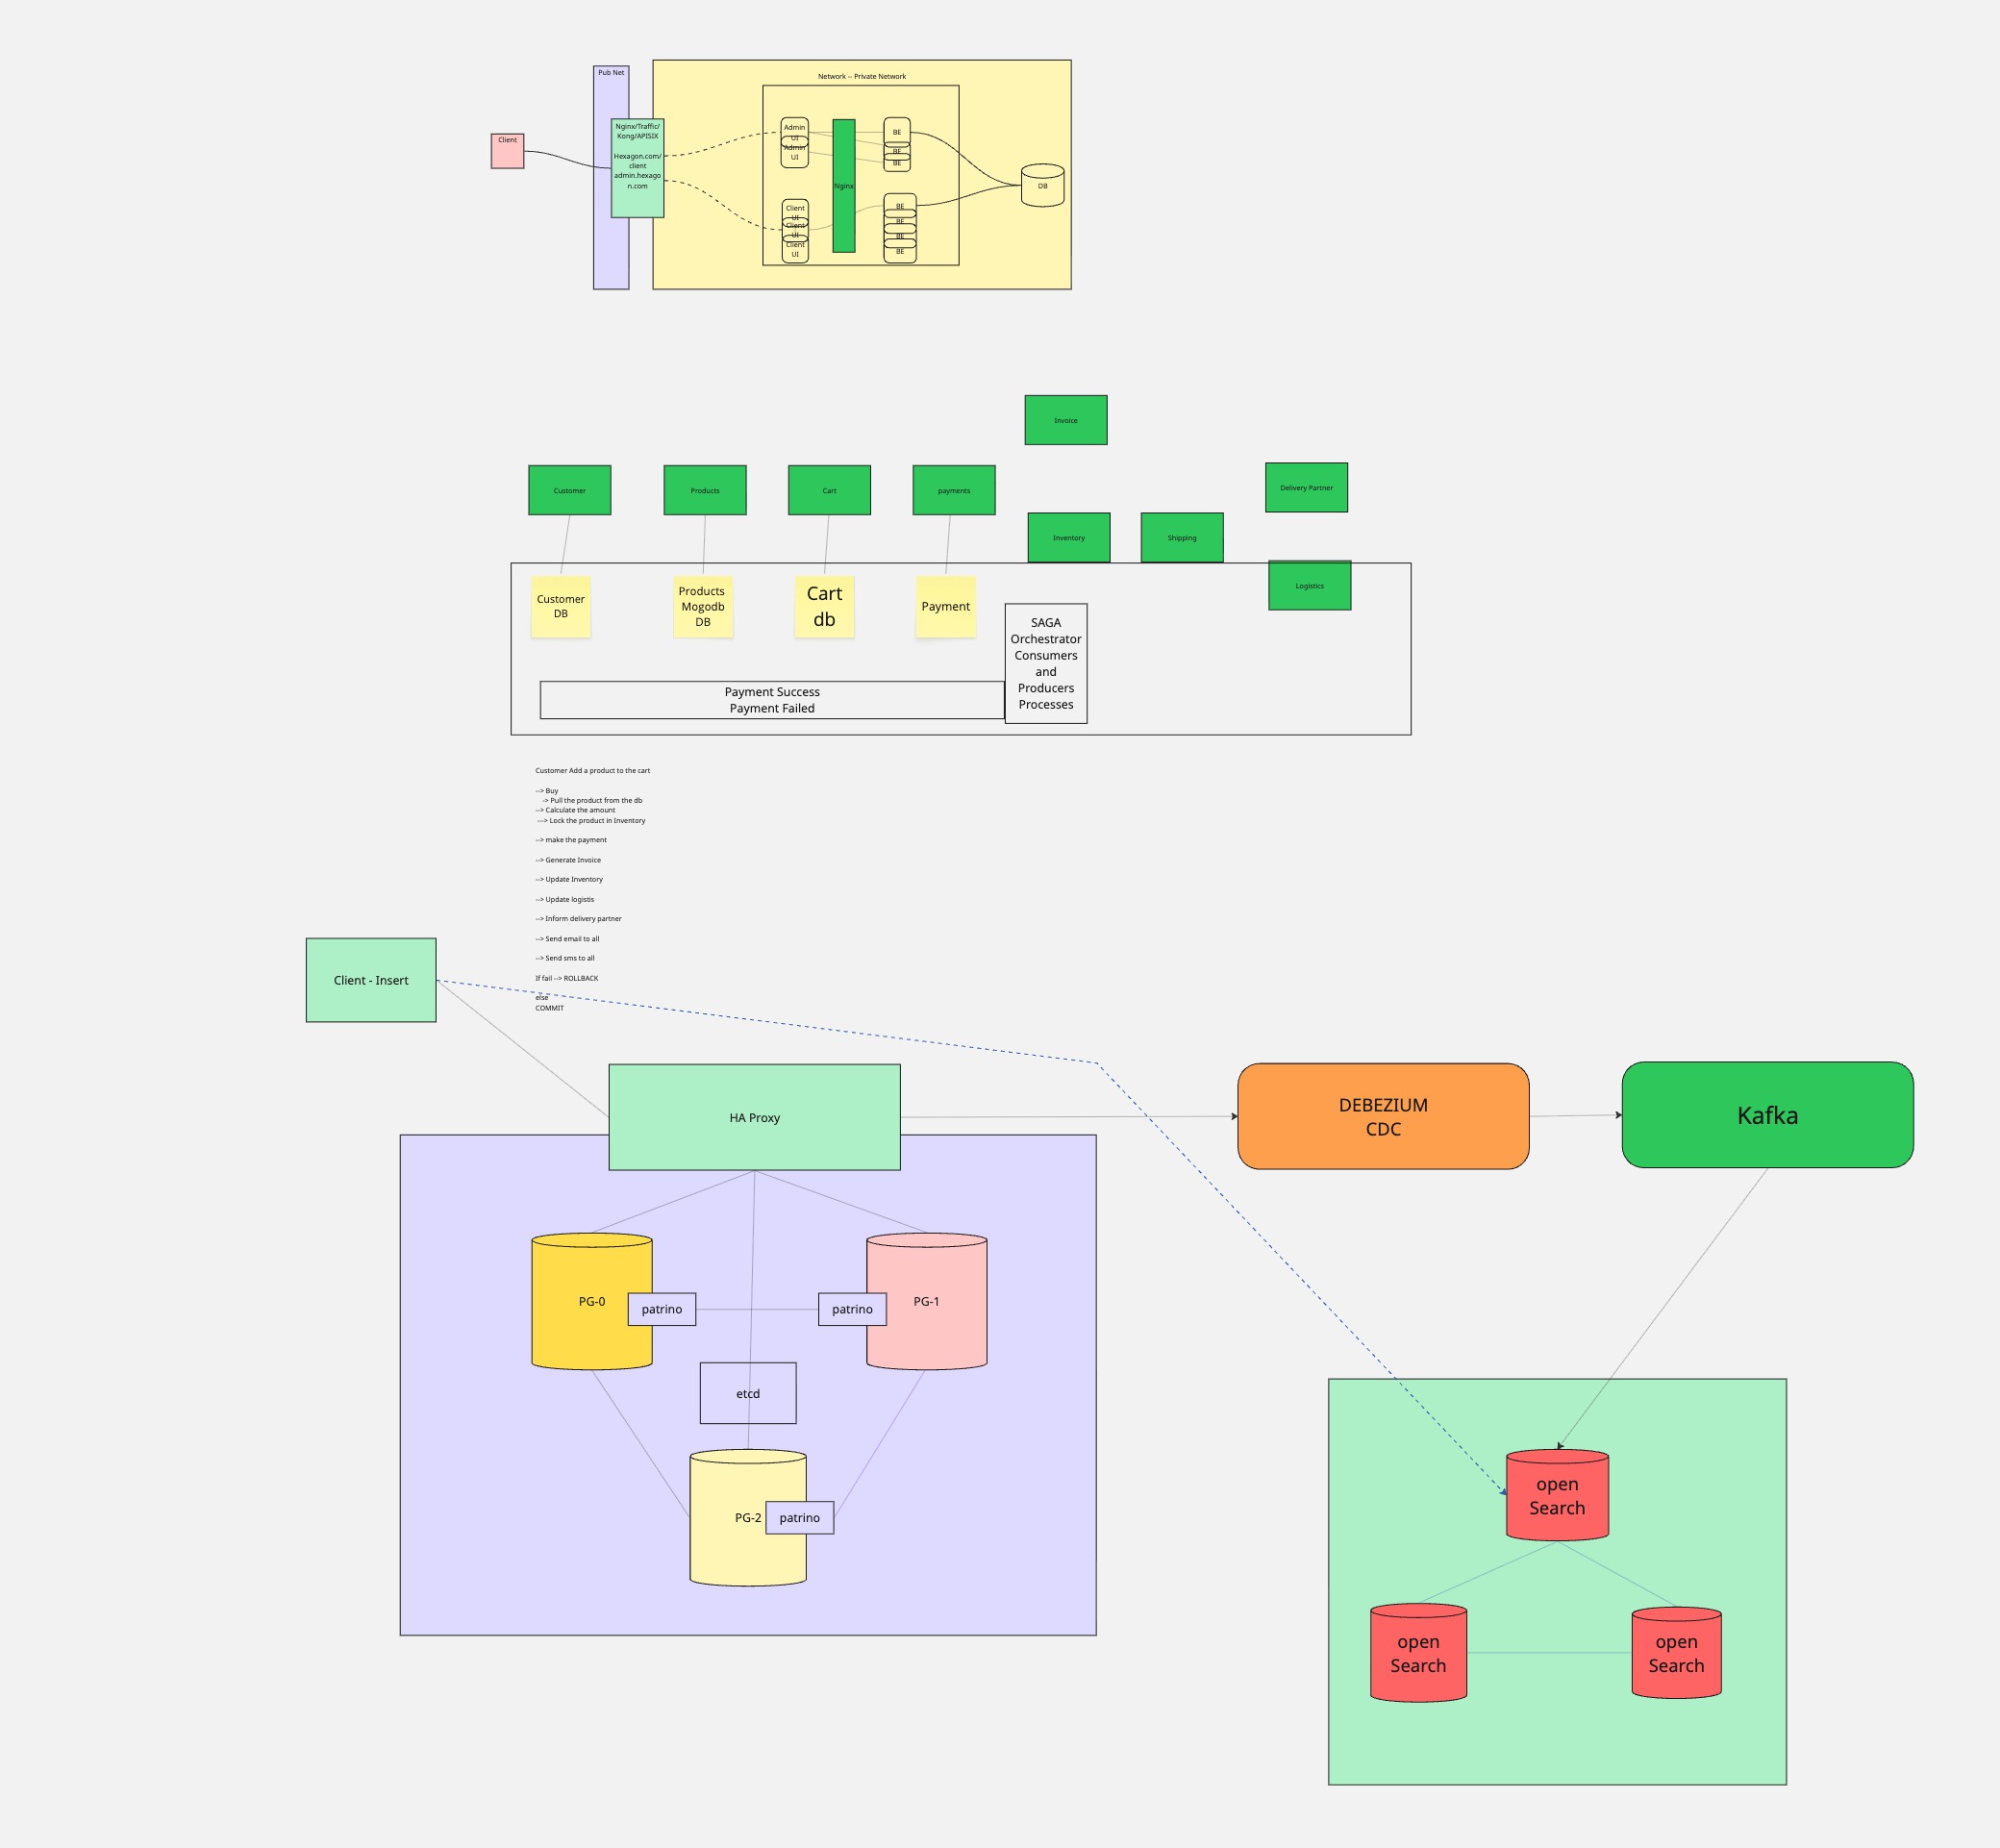 Pub Net
Network -- Private Network
Client
Nginx/Traffic/
Kong/APISIX
Hexagon.com/
client
admin.hexago
n.com
Admin
UI
Admin
UI
Client
UI
Client
UI
Client
UI
Nginx
BE
BE
BE
BE
BE
BE
BE
DB
Invoice
Customer
Products
Cart
payments
Delivery Partner
Inventory
Shipping
Logistics
Customer
DB
Products
Mogodb
DB
Cart
db
Payment
SAGA
Orchestrator
Consumers
and
Producers
Processes
Payment Success
Payment Failed
Customer Add a product to the cart
--> Buy
-> Pull the product from the db
--> Calculate the amount
---> Lock the product in Inventory
--> make the payment
--> Generate Invoice
--> Update Inventory
--> Update logistis
--> Inform delivery partner
--> Send email to all
--> Send sms to all
If fail --> ROLLBACK
else
COMMIT
Client - Insert
HA Proxy
DEBEZIUM
CDC
Kafka
PG-0
patrino
patrino
PG-1
etcd
PG-2
patrino
open
Search
open
Search
open
Search